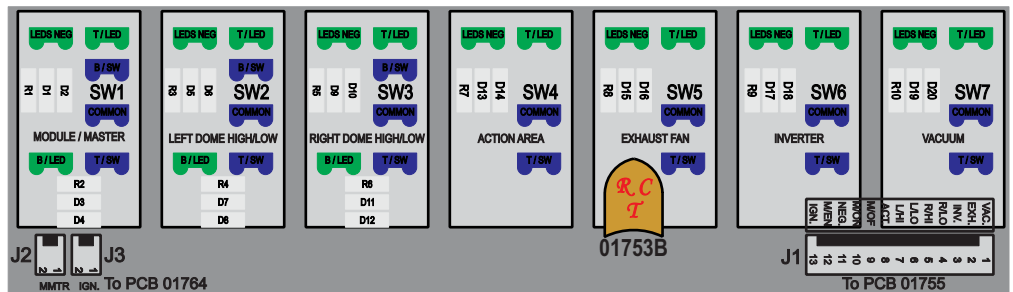 LEDS NEG T / LED LEDS NEG T / LED LEDS NEG T / LED LEDS NEG T / LED LEDS NEG T / LED LEDS NEG T / LED LEDS NEG T / LED
B / SW B / SW B / SW
R1 D1 D2 SW1 R3 D5 D6 SW2 R5 D9 D10 SW3 R7 D13 D14 SW4 R8 D15 D16 SW5 R9 D17 D18 SW6 R10 D19 D20 SW7
COMMON COMMON COMMON COMMON COMMON COMMON COMMON
MODULE / MASTER LEFT DOME HIGH/LOW RIGHT DOME HIGH/LOW ACTION AREA EXHAUST FAN INVERTER VACUUM
B / LED T / SW B / LED T / SW B / LED T / SW T / SW T / SW T / SW T / SW
R2 R4 R6
D3 D7 D11
D4 D8 D12
R C
T
01753B
IGN. M/EN NEG. M/ON M/OF ACT L/HI L/LO R/HI R/LO INV. EXH. VAC.
J2 J3 J1
2 1 2 1 13 12 11 10 9 8 7 6 5 4 3 2 1
MMTR IGN. To PCB 01764 To PCB 01755